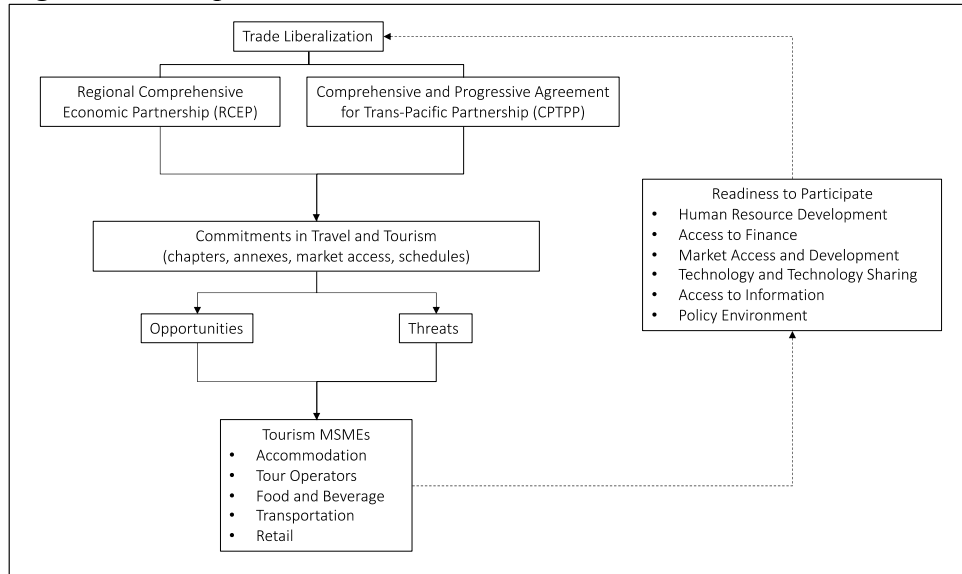 Trade Liberalization
Regional Comprehensive
Economic Partnership (RCEP)
Comprehensive and Progressive Agreement
for Trans-Pacific Partnership (CPTPP)
Commitments in Travel and Tourism
(chapters, annexes, market access, schedules)
Opportunities
Threats
Tourism MSMEs
• Accommodation
• Tour Operators
• Food and Beverage
• Transportation
• Retail
Readiness to Participate
• Human Resource Development
• Access to Finance
• Market Access and Development
• Technology and Technology Sharing
• Access to Information
• Policy Environment